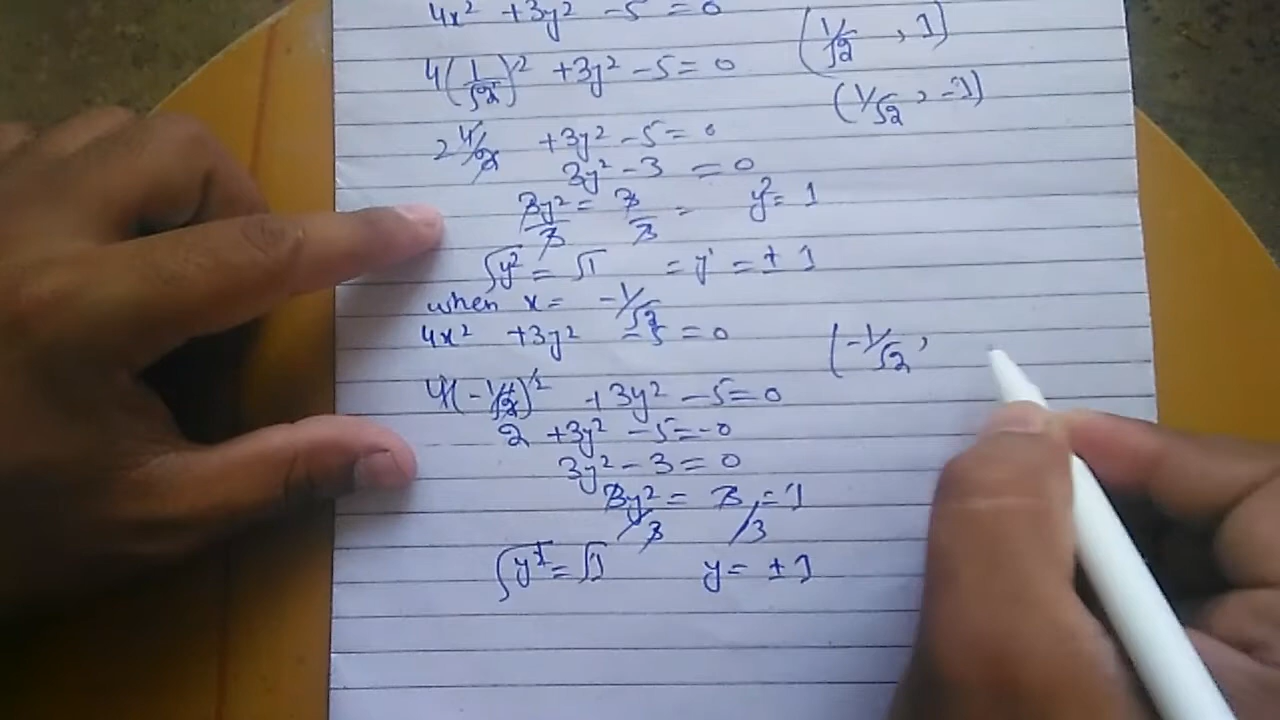 4x² + 3y² - 5 = 0
(1/√2 , 1)
4(1/√2)² + 3y² - 5 = 0
(1/√2 , -1)
2 4/2 + 3y² - 5 = 0
3y² - 3 = 0
3y²/3 = 3/3 = y² = 1
√y² = √1 = y = ± 1
when x = -1/√2
4x² + 3y² - 5 = 0
(-1/√2 ,
4(-1/√2)² + 3y² - 5 = 0
2 + 3y² - 5 = 0
3y² - 3 = 0
3y²/3 = 3/3 = 1
√y² = √1 y = ± 1